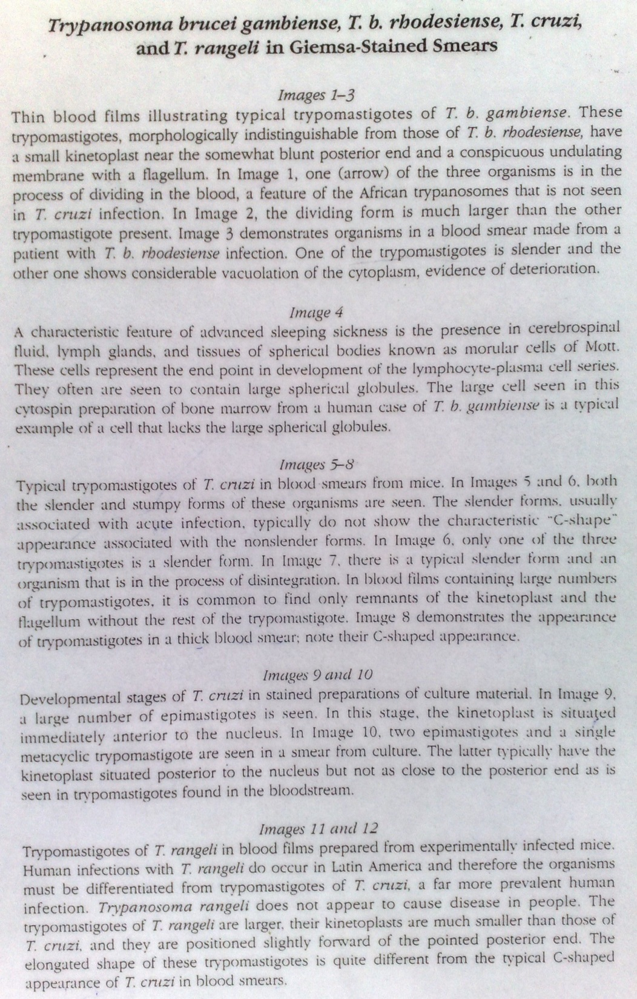 Trypanosoma brucei gambiense, T. b. rhodesiense, T. cruzi,
and T. rangeli in Giemsa-Stained Smears
Images 1–3
Thin blood films illustrating typical trypomastigotes of T. b. gambiense. These
trypomastigotes, morphologically indistinguishable from those of T. b. rhodesiense, have
a small kinetoplast near the somewhat blunt posterior end and a conspicuous undulating
membrane with a flagellum. In Image 1, one (arrow) of the three organisms is in the
process of dividing in the blood, a feature of the African trypanosomes that is not seen
in T. cruzi infection. In Image 2, the dividing form is much larger than the other
trypomastigote present. Image 3 demonstrates organisms in a blood smear made from a
patient with T. b. rhodesiense infection. One of the trypomastigotes is slender and the
other one shows considerable vacuolation of the cytoplasm, evidence of deterioration.
Image 4
A characteristic feature of advanced sleeping sickness is the presence in cerebrospinal
fluid, lymph glands, and tissues of spherical bodies known as morular cells of Mott.
These cells represent the end point in development of the lymphocyte-plasma cell series.
They often are seen to contain large spherical globules. The large cell seen in this
cytospin preparation of bone marrow from a human case of T. b. gambiense is a typical
example of a cell that lacks the large spherical globules.
Images 5–8
Typical trypomastigotes of T. cruzi in blood smears from mice. In Images 5 and 6, both
the slender and stumpy forms of these organisms are seen. The slender forms, usually
associated with acute infection, typically do not show the characteristic "C-shape"
appearance associated with the nonslender forms. In Image 6, only one of the three
trypomastigotes is a slender form. In Image 7, there is a typical slender form and an
organism that is in the process of disintegration. In blood films containing large numbers
of trypomastigotes, it is common to find only remnants of the kinetoplast and the
flagellum without the rest of the trypomastigote. Image 8 demonstrates the appearance
of trypomastigotes in a thick blood smear; note their C-shaped appearance.
Images 9 and 10
Developmental stages of T. cruzi in stained preparations of culture material. In Image 9,
a large number of epimastigotes is seen. In this stage, the kinetoplast is situated
immediately anterior to the nucleus. In Image 10, two epimastigotes and a single
metacyclic trypomastigote are seen in a smear from culture. The latter typically have the
kinetoplast situated posterior to the nucleus but not as close to the posterior end as is
seen in trypomastigotes found in the bloodstream.
Images 11 and 12
Trypomastigotes of T. rangeli in blood films prepared from experimentally infected mice.
Human infections with T. rangeli do occur in Latin America and therefore the organisms
must be differentiated from trypomastigotes of T. cruzi, a far more prevalent human
infection. Trypanosoma rangeli does not appear to cause disease in people. The
trypomastigotes of T. rangeli are larger, their kinetoplasts are much smaller than those of
T. cruzi, and they are positioned slightly forward of the pointed posterior end. The
elongated shape of these trypomastigotes is quite different from the typical C-shaped
appearance of T. cruzi in blood smears.